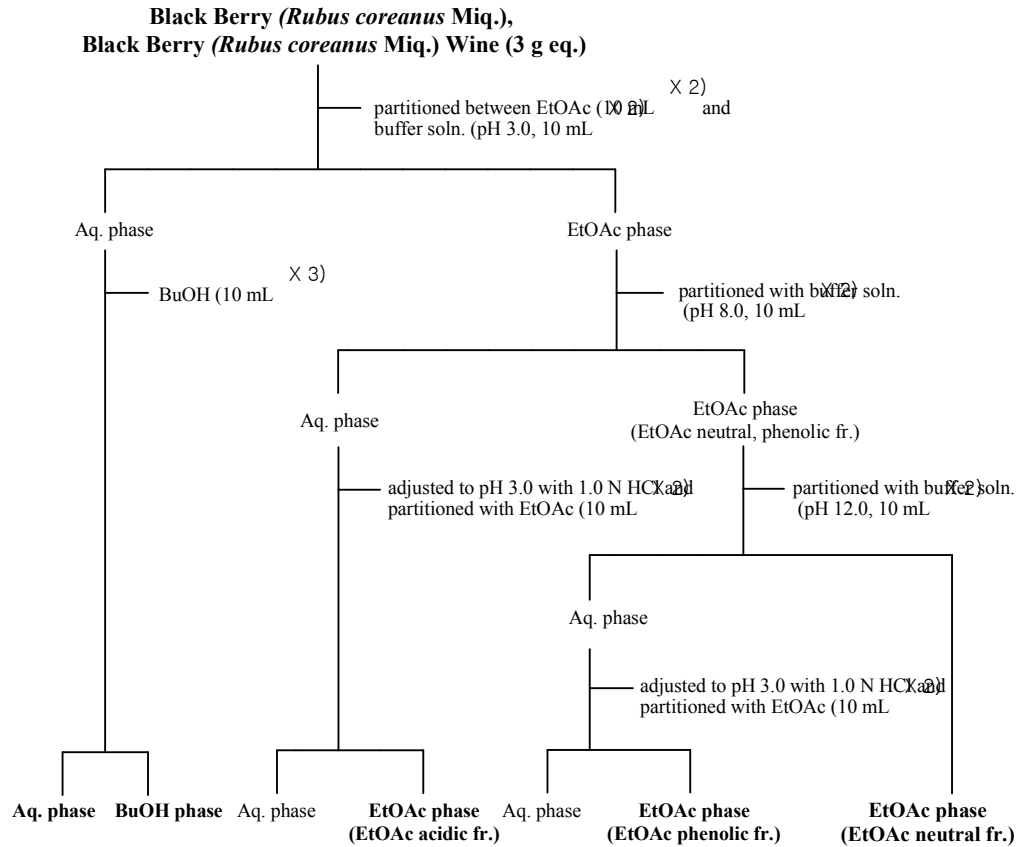 Black Berry (Rubus coreanus Miq.),
Black Berry (Rubus coreanus Miq.) Wine (3 g eq.)
partitioned between EtOAc (10 mL X 2) and
buffer soln. (pH 3.0, 10 mL X 2)
Aq. phase
EtOAc phase
BuOH (10 mL X 3)
partitioned with buffer soln.
(pH 8.0, 10 mL X 2)
Aq. phase
EtOAc phase
(EtOAc neutral, phenolic fr.)
adjusted to pH 3.0 with 1.0 N HCl and
partitioned with EtOAc (10 mL X 2)
partitioned with buffer soln.
(pH 12.0, 10 mL X 2)
Aq. phase
adjusted to pH 3.0 with 1.0 N HCl and
partitioned with EtOAc (10 mL X 2)
Aq. phase
BuOH phase
Aq. phase
EtOAc phase
(EtOAc acidic fr.)
Aq. phase
EtOAc phase
(EtOAc phenolic fr.)
EtOAc phase
(EtOAc neutral fr.)